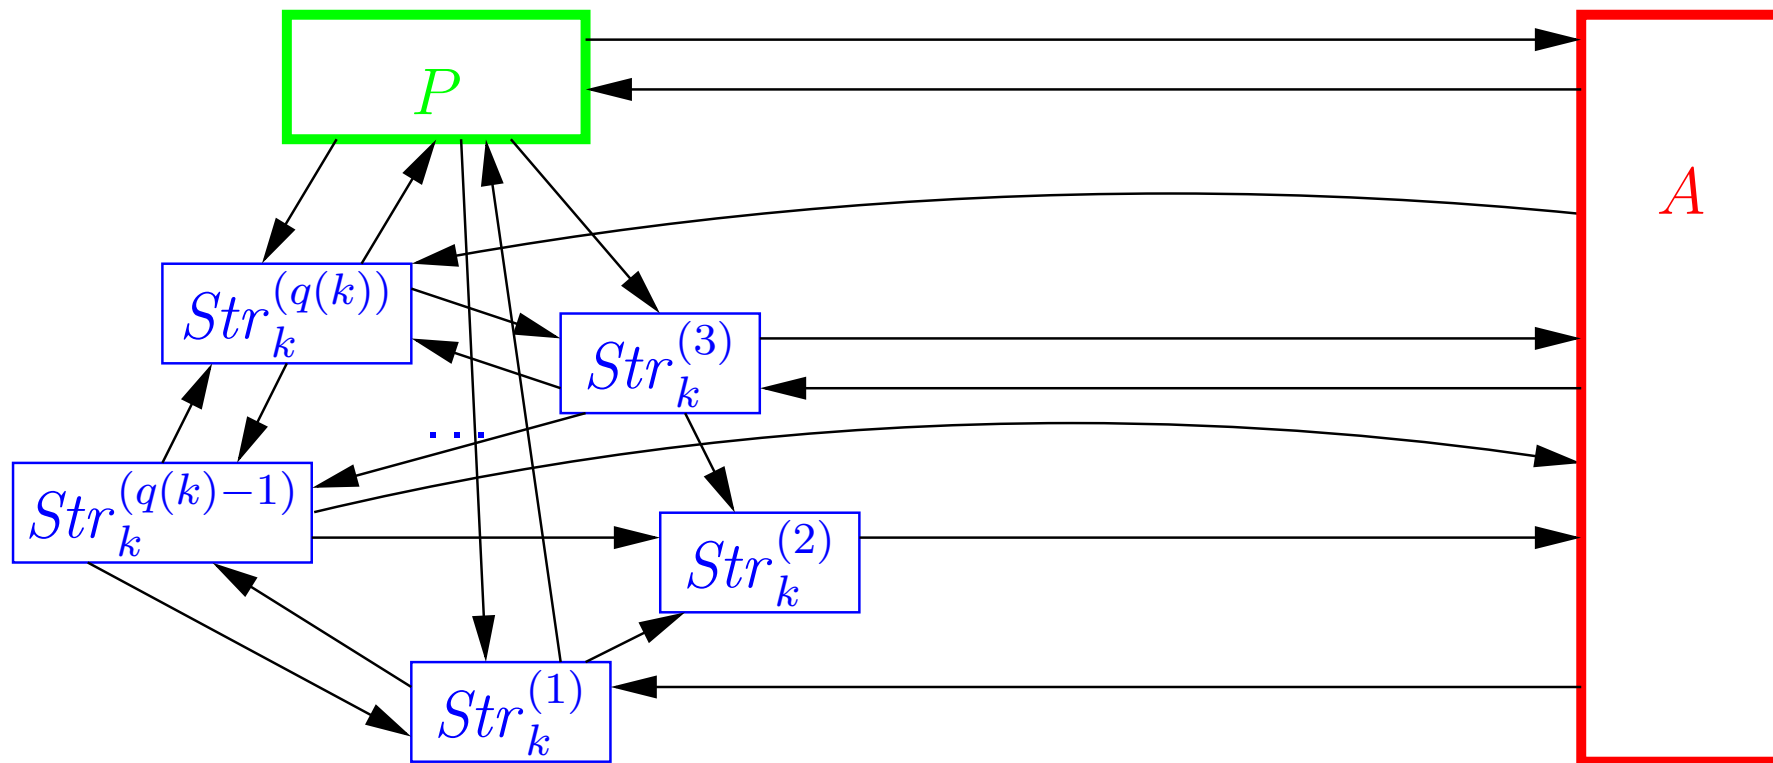 P
A
Str_k^{(q(k))}
Str_k^{(3)}
...
Str_k^{(q(k)-1)}
Str_k^{(2)}
Str_k^{(1)}